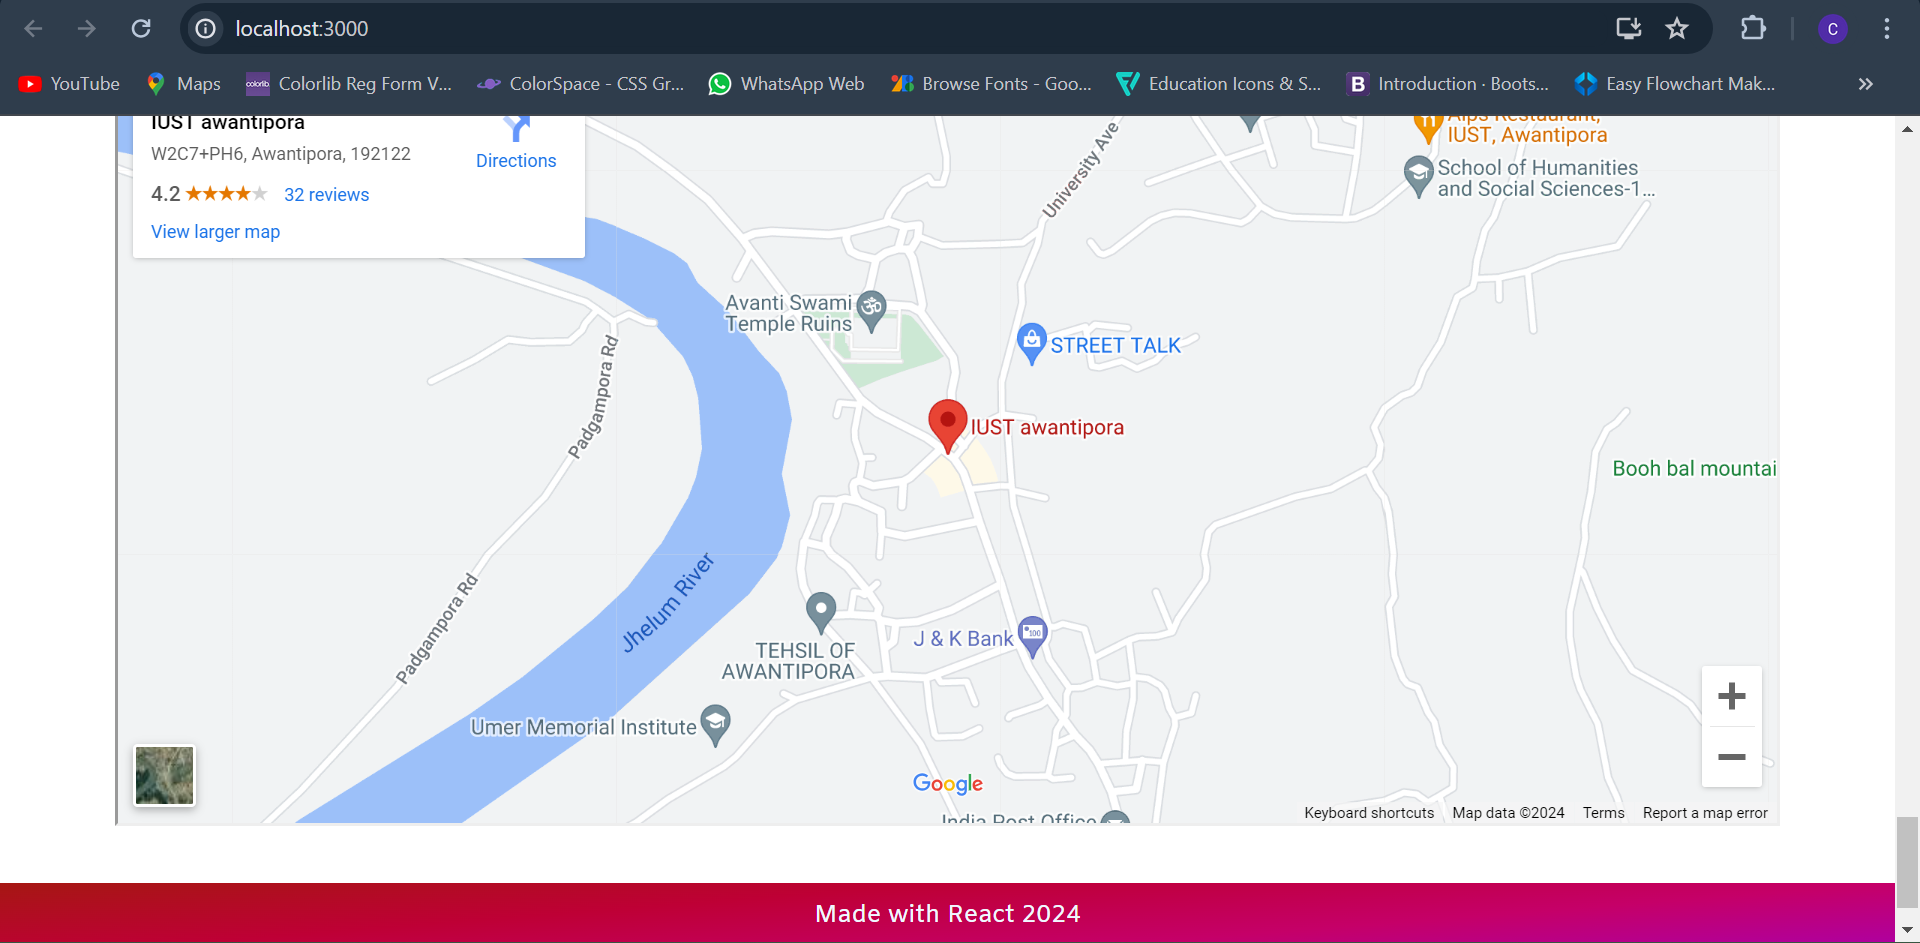 localhost:3000
YouTube
Maps
colorlib
Colorlib Reg Form V...
ColorSpace - CSS Gr...
WhatsApp Web
Browse Fonts - Goo...
Education Icons & S...
B
Introduction · Boots...
Easy Flowchart Mak...
C
IUST awantipora
W2C7+PH6, Awantipora, 192122
Directions
4.2
32 reviews
View larger map
University Ave
Alps Restaurant,
IUST, Awantipora
School of Humanities
and Social Sciences-1...
Avanti Swami
Temple Ruins
STREET TALK
Padgampora Rd
IUST awantipora
Booh bal mountai
Jhelum River
Padgampora Rd
TEHSIL OF
AWANTIPORA
J & K Bank
100
Umer Memorial Institute
Google
India Post Office
Keyboard shortcuts
Map data ©2024
Terms
Report a map error
Made with React 2024